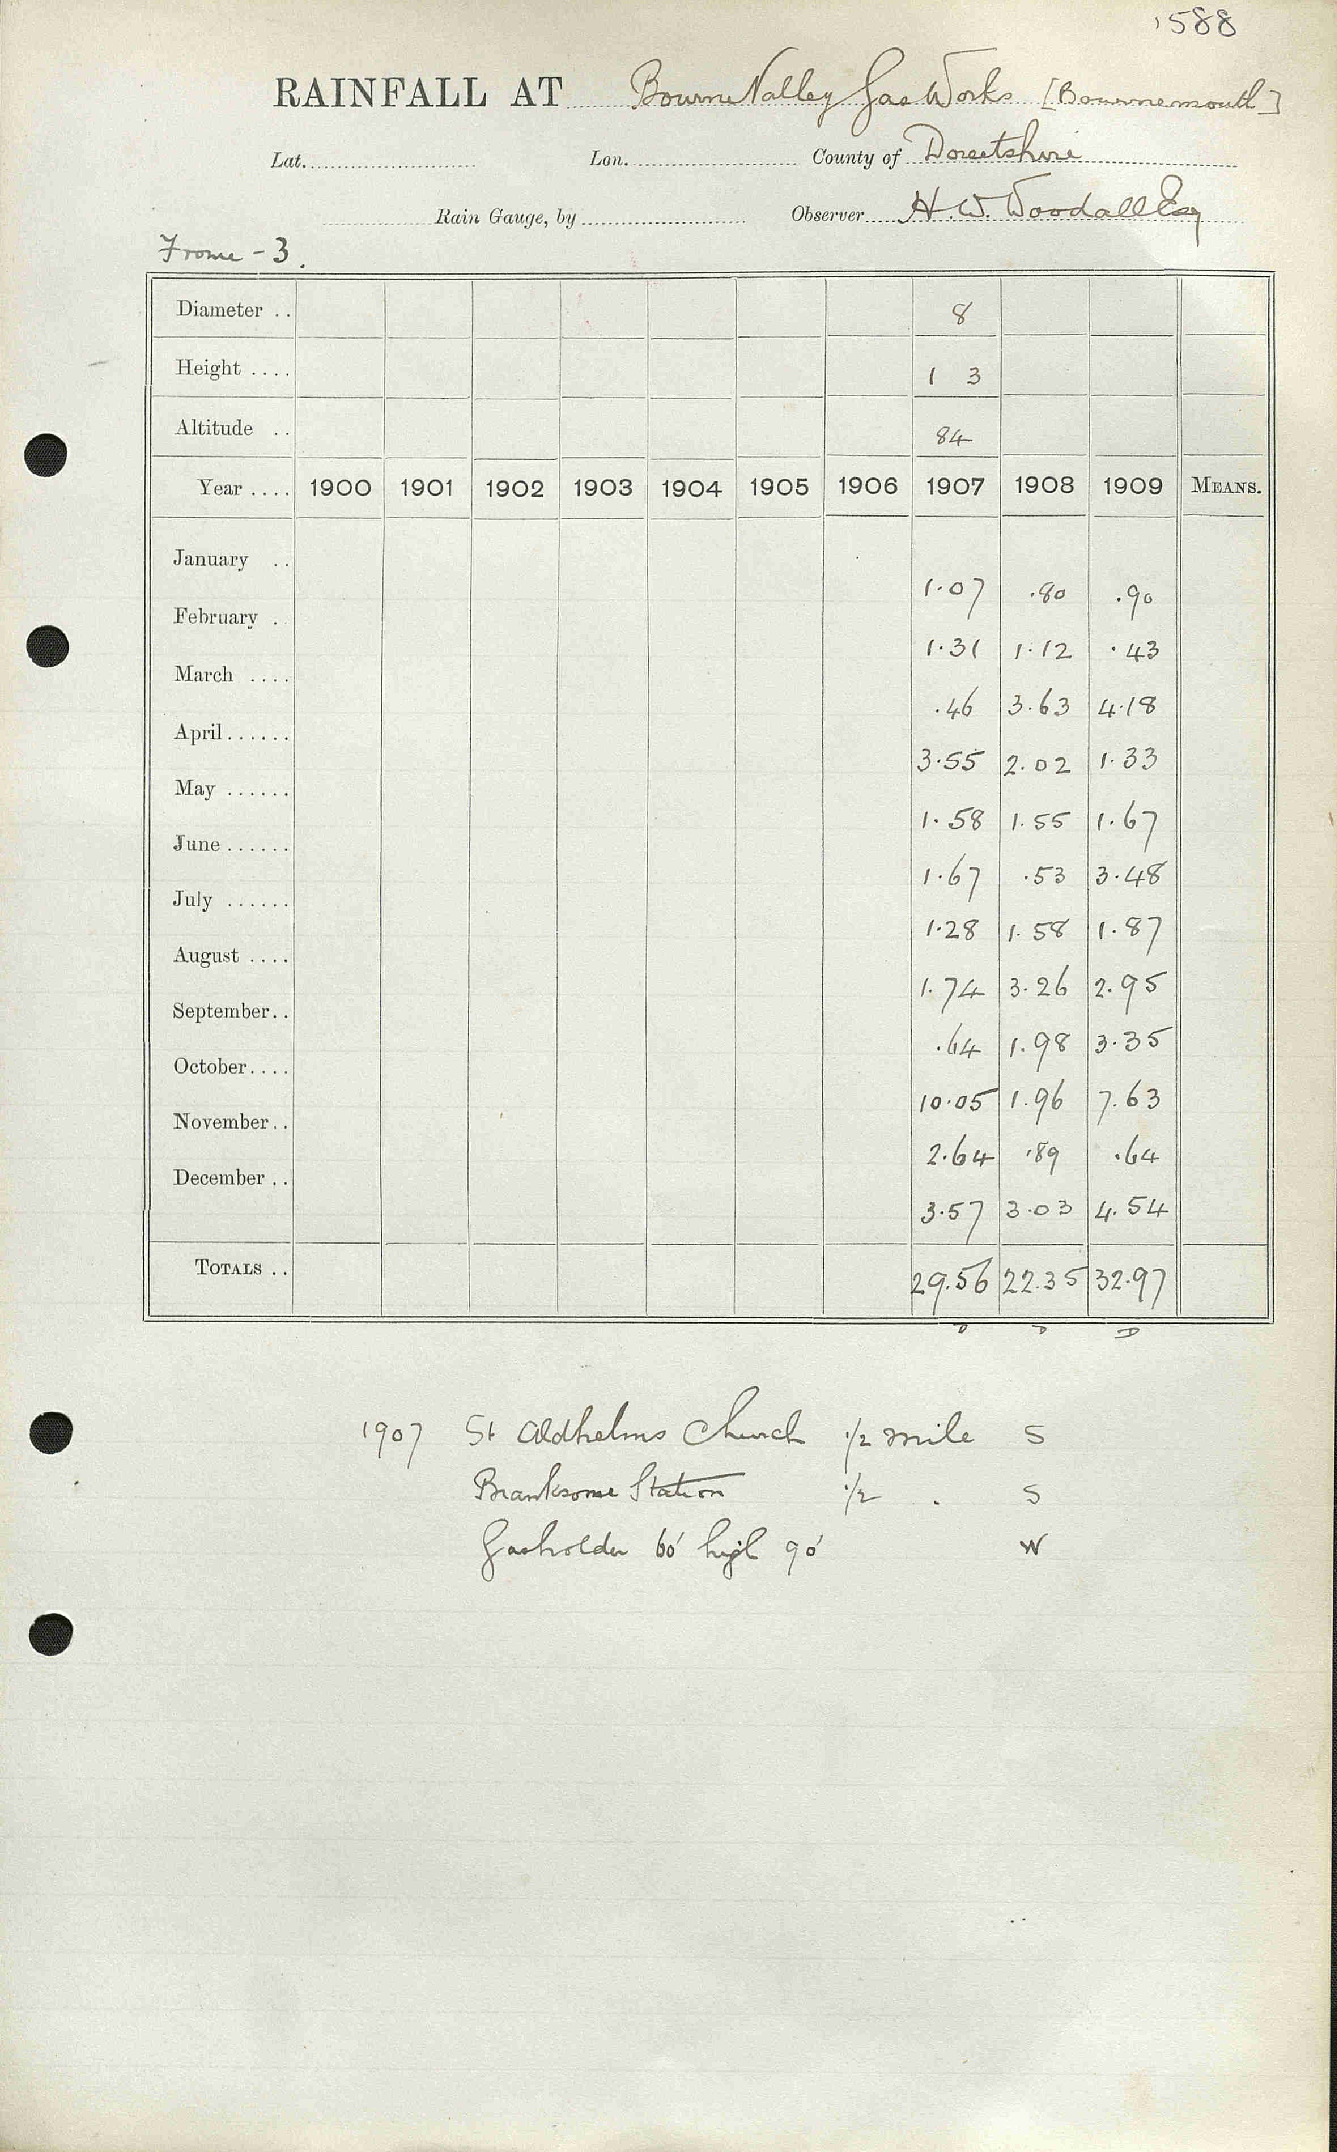 1588
RAINFALL AT Bourne Valley Gas Works [Bournemouth]
Lat. Lon. County of Dorsetshire
Rain Gauge, by Observer H. W. Woodall Esq
Frome - 3.
Diameter .. 8
Height .... 1 3
Altitude .. 84
Year .... 1900 1901 1902 1903 1904 1905 1906 1907 1908 1909 MEANS.
January .. 1.07 .80 .90
February . 1.31 1.12 .43
March .... .46 3.63 4.18
April ...... 3.55 2.02 1.33
May ...... 1.58 1.55 1.67
June ...... 1.67 .53 3.48
July ...... 1.28 1.58 1.87
August .... 1.74 3.26 2.95
September.. .64 1.98 3.35
October.... 10.05 1.96 7.63
November.. 2.64 .89 .64
December .. 3.57 3.03 4.54
TOTALS .. 29.56 22.35 32.97
1907 St Aldhelms Church 1/2 mile S
Branksome Station 1/2 . S
Gasholder 60' high 90' W